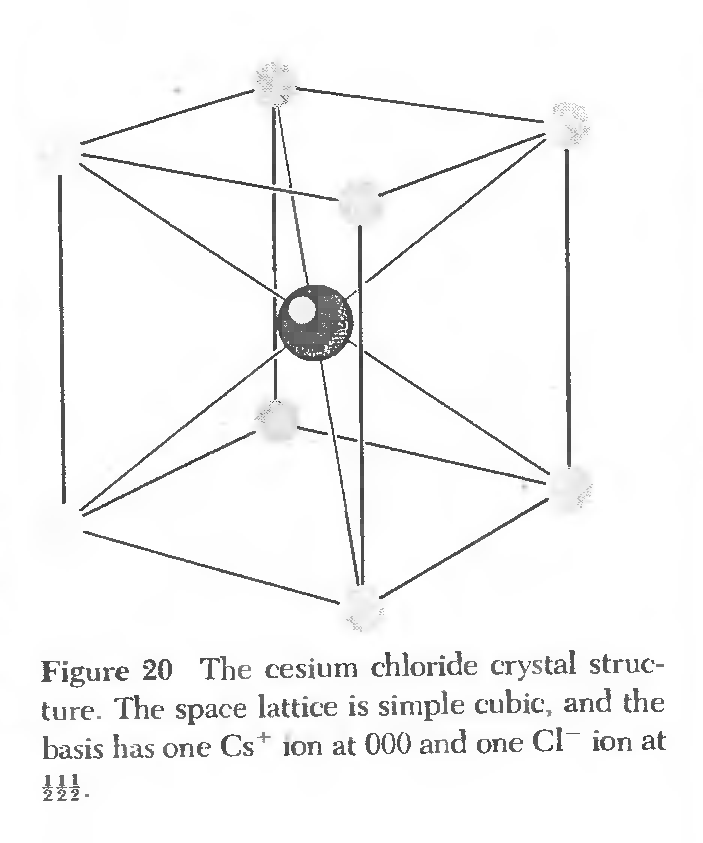 Figure 20 The cesium chloride crystal struc-
ture. The space lattice is simple cubic, and the
basis has one Cs⁺ ion at 000 and one Cl⁻ ion at
½½½.